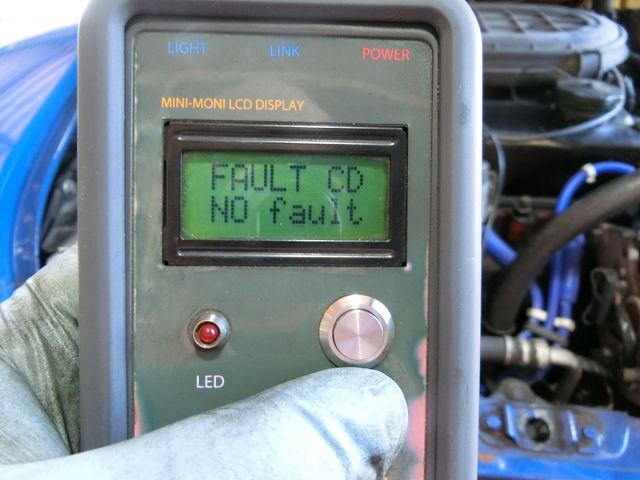 LIGHT LINK POWER
MINI-MONI LCD DISPLAY
FAULT CD
NO fault
LED